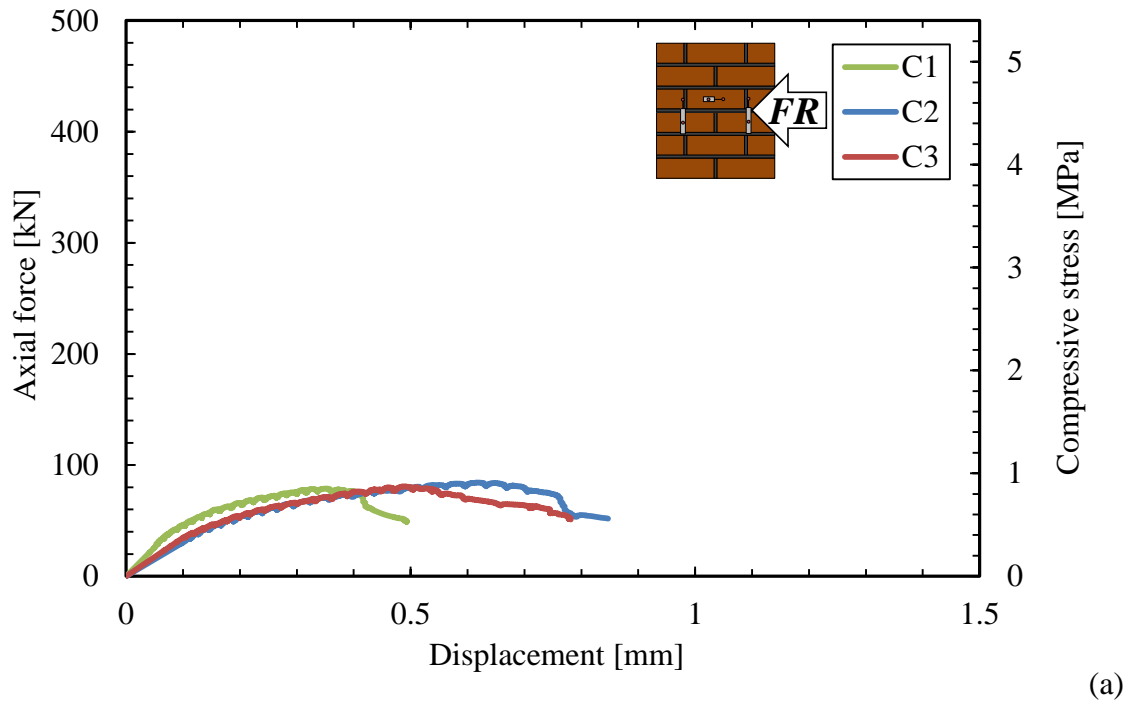 500
400
300
200
100
0
Axial force [kN]
0
0.5
1
1.5
Displacement [mm]
5
4
3
2
1
0
Compressive stress [MPa]
FR
C1
C2
C3
(a)